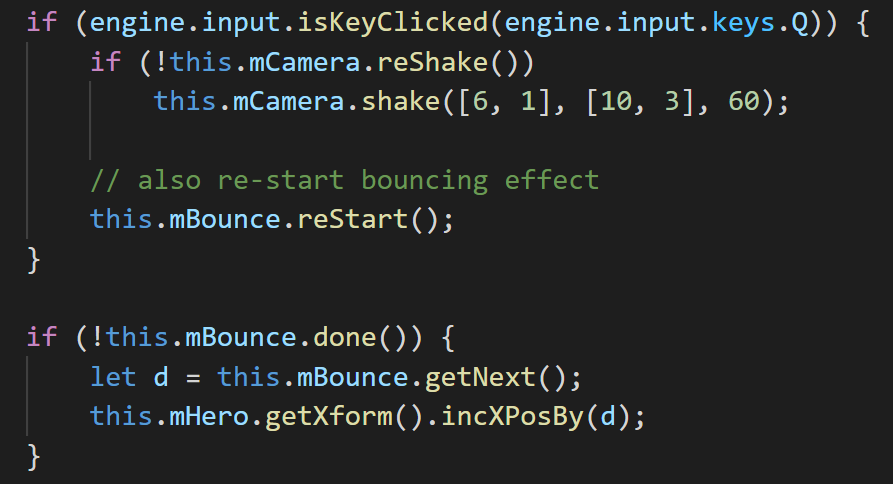 if (engine.input.isKeyClicked(engine.input.keys.Q)) {
    if (!this.mCamera.reShake())
        this.mCamera.shake([6, 1], [10, 3], 60);

    // also re-start bouncing effect
    this.mBounce.reStart();
}

if (!this.mBounce.done()) {
    let d = this.mBounce.getNext();
    this.mHero.getXform().incXPosBy(d);
}